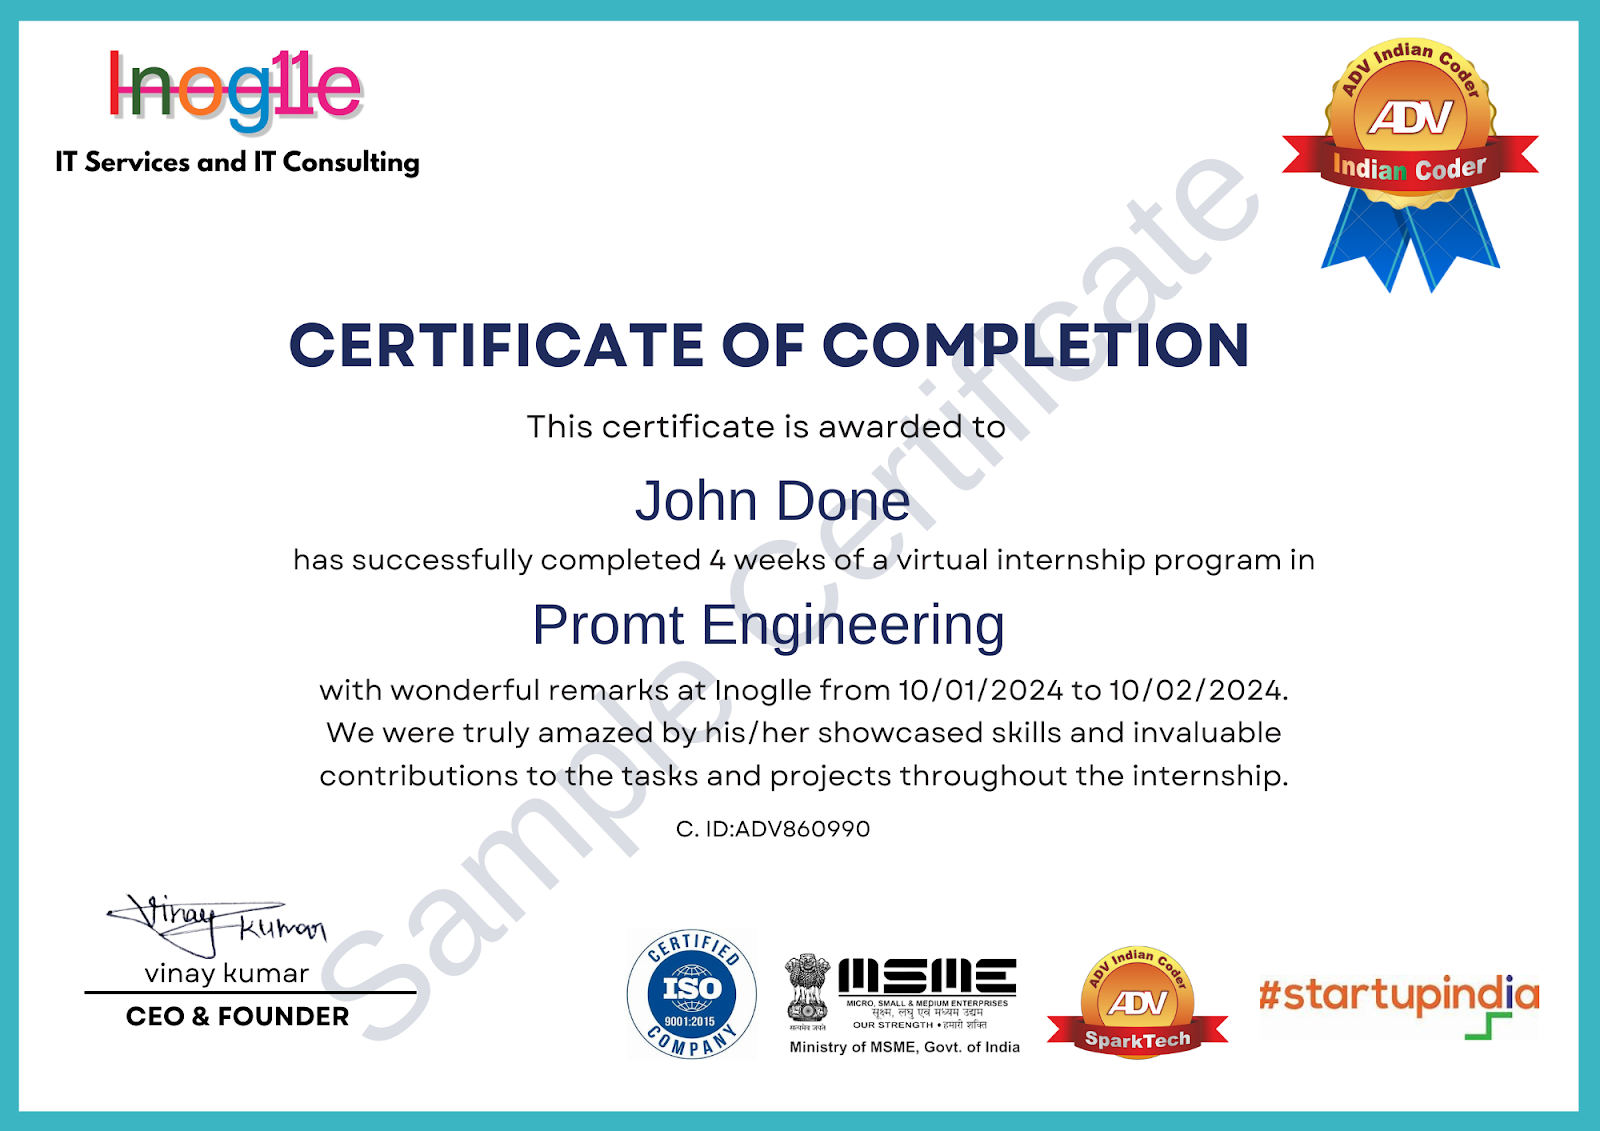 Inog11e
IT Services and IT Consulting
ADV Indian Coder
ADV
Indian Coder
CERTIFICATE OF COMPLETION
This certificate is awarded to
John Done
has successfully completed 4 weeks of a virtual internship program in
Promt Engineering
with wonderful remarks at Inoglle from 10/01/2024 to 10/02/2024.
We were truly amazed by his/her showcased skills and invaluable
contributions to the tasks and projects throughout the internship.
C. ID:ADV860990
Sample Certificate
Vinay Kumar
vinay kumar
CEO & FOUNDER
CERTIFIED
ISO
9001:2015
COMPANY
सत्यमेव जयते
MSME
MICRO, SMALL & MEDIUM ENTERPRISES
सूक्ष्म, लघु एवं मध्यम उद्यम
OUR STRENGTH • हमारी शक्ति
Ministry of MSME, Govt. of India
ADV Indian Coder
ADV
SparkTech
#startupindia